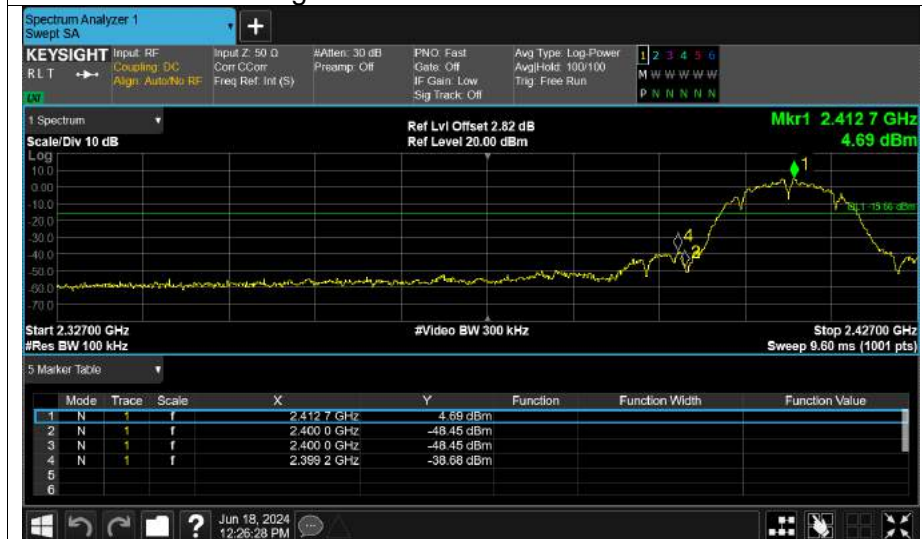 Spectrum Analyzer 1
Swept SA
+
KEYSIGHT Input: RF Input Z: 50 Ω #Atten: 30 dB PNO: Fast Avg Type: Log-Power 1 2 3 4 5 6
RLT Coupling: DC Corr CCorr Preamp: Off Gate: Off Avg|Hold: 100/100 M W W W W W
Align: Auto/No RF Freq Ref: Int (S) IF Gain: Low Trig: Free Run P N N N N N
LXI Sig Track: Off
1 Spectrum Ref Lvl Offset 2.82 dB Mkr1 2.412 7 GHz
Scale/Div 10 dB Ref Level 20.00 dBm 4.69 dBm
Log
10.0
0.00
-10.0
-20.0
-30.0
-40.0
-50.0
-60.0
-70.0
1
DL1 -15.66 dBm
4
2
Start 2.32700 GHz #Video BW 300 kHz Stop 2.42700 GHz
#Res BW 100 kHz Sweep 9.60 ms (1001 pts)
5 Marker Table
Mode Trace Scale X Y Function Function Width Function Value
1 N 1 f 2.412 7 GHz 4.69 dBm
2 N 1 f 2.400 0 GHz -48.45 dBm
3 N 1 f 2.400 0 GHz -48.45 dBm
4 N 1 f 2.399 2 GHz -38.68 dBm
5
6
? Jun 18, 2024
12:26:28 PM